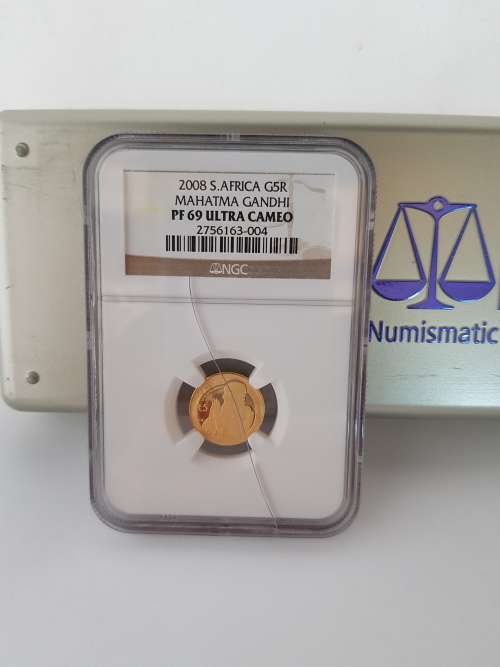 2008 S.AFRICA G5R
MAHATMA GANDHI
PF 69 ULTRA CAMEO
2756163-004
NGC
Numismatic